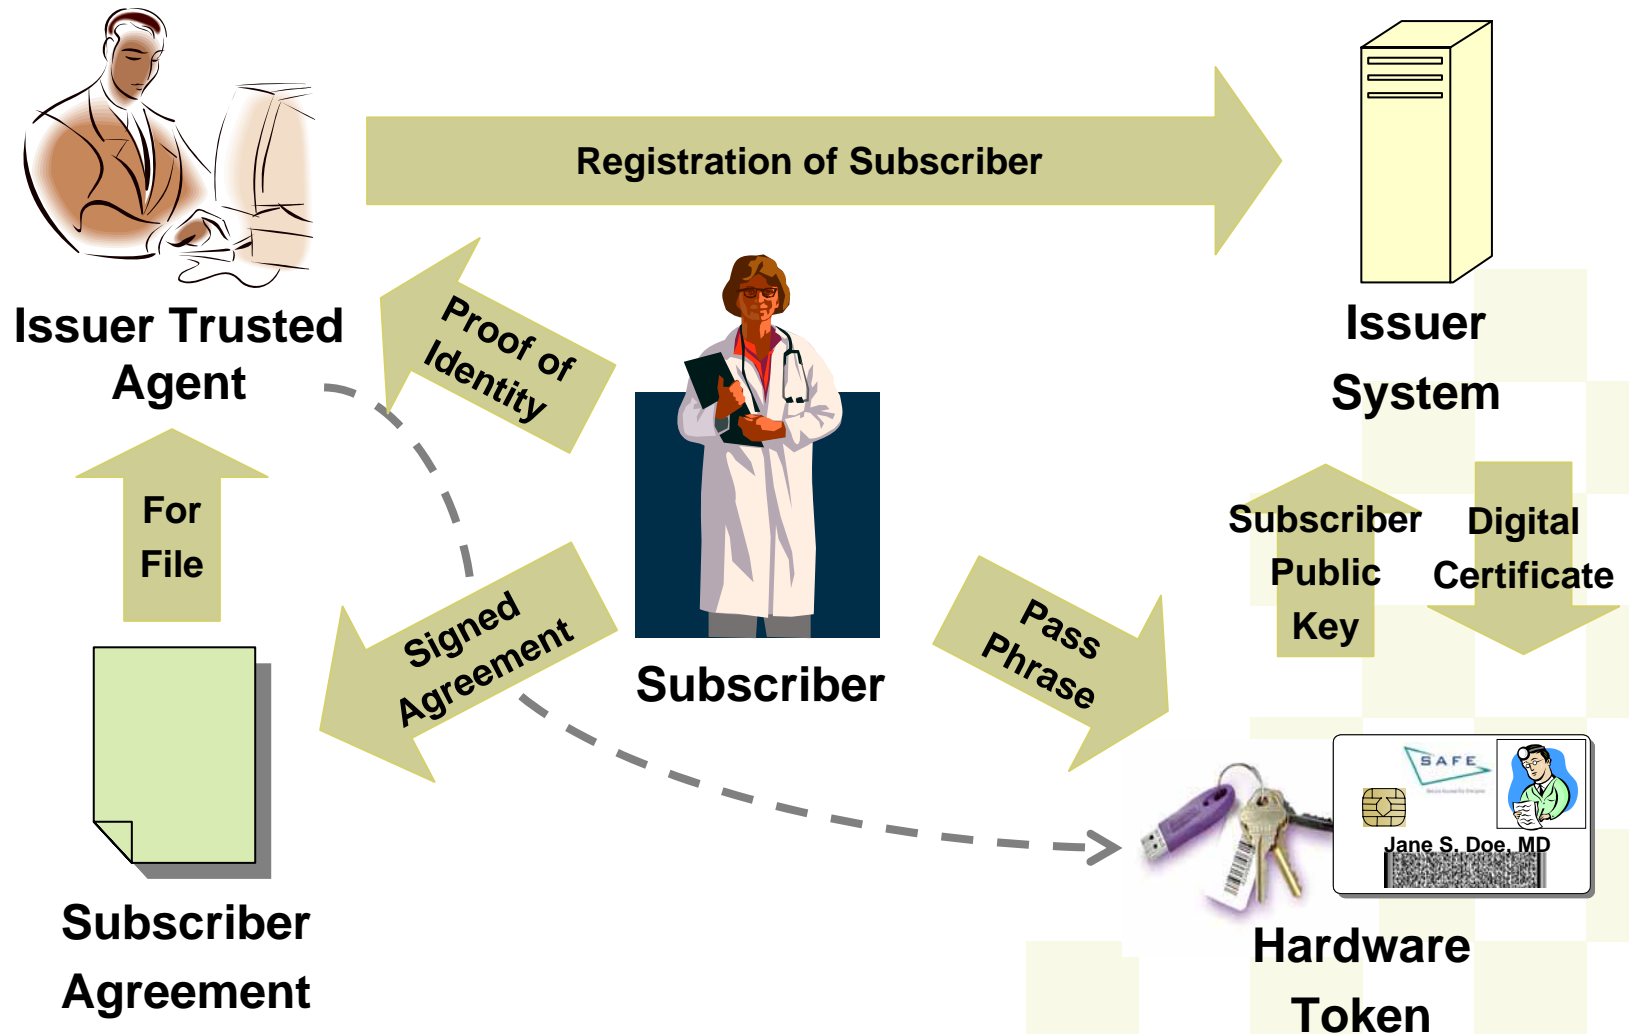 Registration of Subscriber
Issuer Trusted
Agent
Proof of
Identity
Issuer
System
For
File
Signed
Agreement
Subscriber
Pass
Phrase
Subscriber
Public
Key
Digital
Certificate
SAFE
Jane S. Doe, MD
Subscriber
Agreement
Hardware
Token